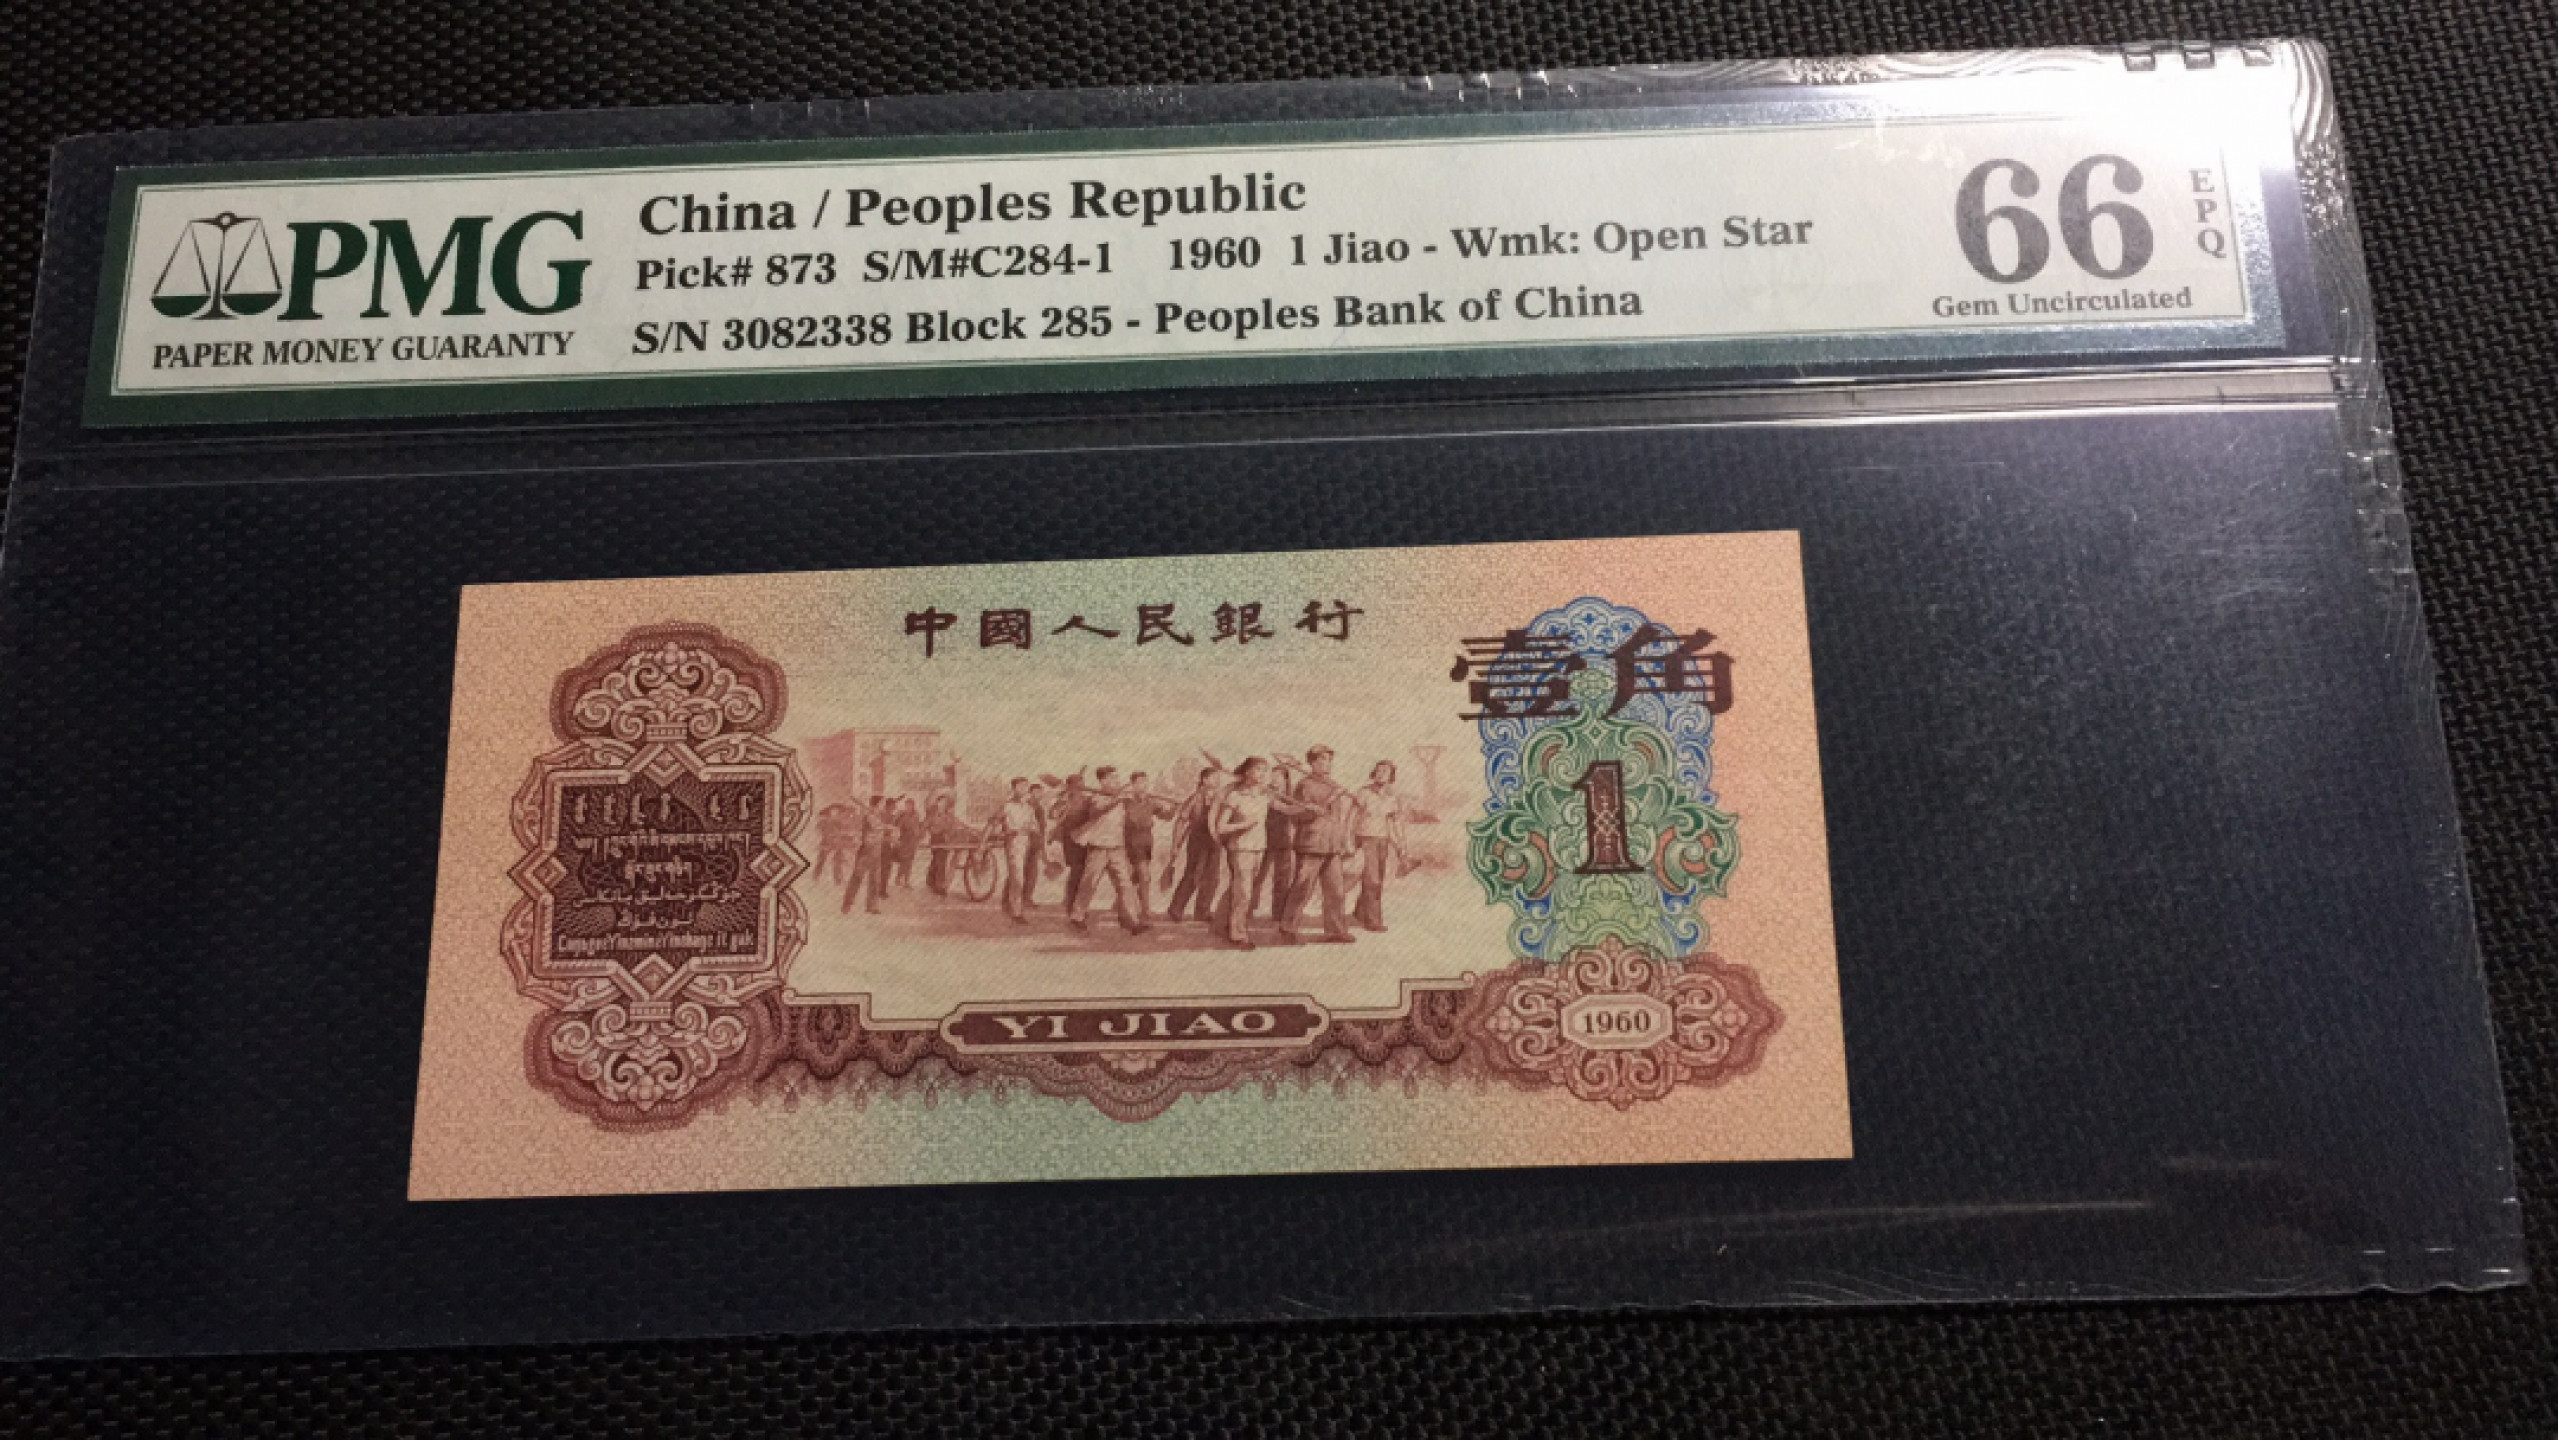 PMG
PAPER MONEY GUARANTY
China / Peoples Republic
Pick# 873 S/M#C284-1 1960 1 Jiao - Wmk: Open Star
S/N 3082338 Block 285 - Peoples Bank of China
66
EPQ
Gem Uncirculated
中國人民銀行
壹角
1
YI JIAO
1960